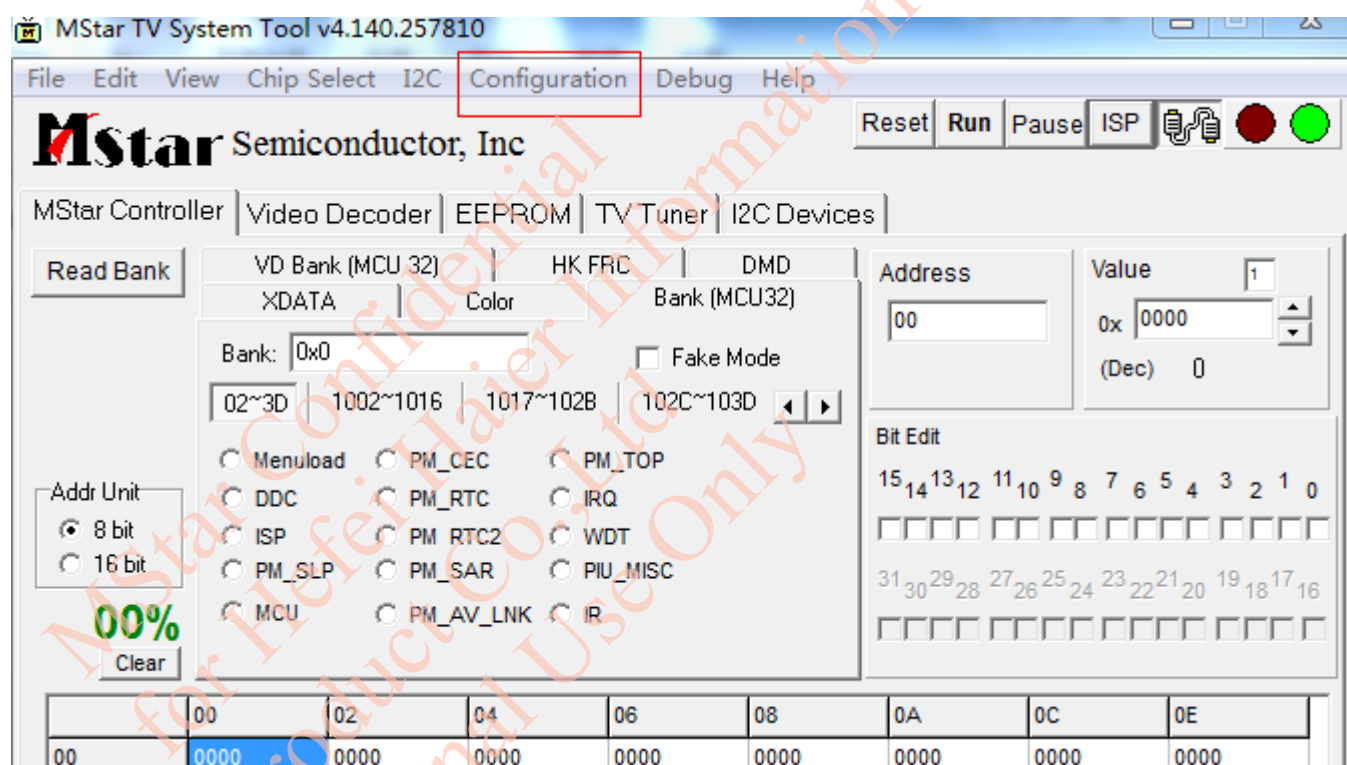 MStar TV System Tool v4.140.257810
File Edit View Chip Select I2C Configuration Debug Help
MStar Semiconductor, Inc
Reset Run Pause ISP
MStar Controller Video Decoder EEPROM TV Tuner I2C Devices
Read Bank
VD Bank (MCU 32) HK FRC DMD
XDATA Color Bank (MCU32)
Bank: 0x0 Fake Mode
02~3D 1002~1016 1017~102B 102C~103D
Menuload PM_CEC PM_TOP
DDC PM_RTC IRQ
ISP PM_RTC2 WDT
PM_SLP PM_SAR PIU_MISC
MCU PM_AV_LNK IR
Addr Unit
8 bit
16 bit
00%
Clear
Address
00
Value 1
0x 0000
(Dec) 0
Bit Edit
15 14 13 12 11 10 9 8 7 6 5 4 3 2 1 0
31 30 29 28 27 26 25 24 23 22 21 20 19 18 17 16
00 02 04 06 08 0A 0C 0E
00 0000 0000 0000 0000 0000 0000 0000 0000
MStar Confidential
for Hefei Haier Information
Product Co., Ltd
Internal Use Only